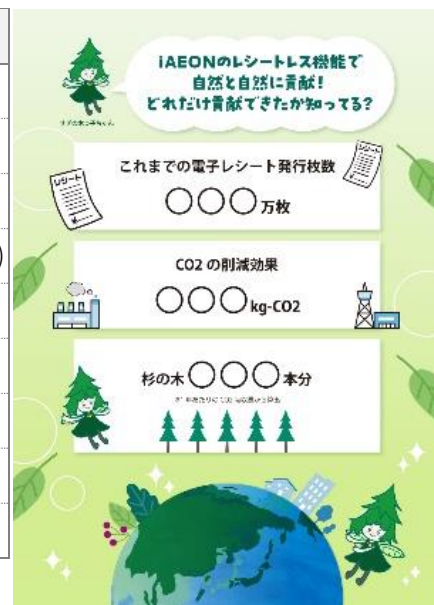 iAEONのレシートレス機能で
自然と自然に貢献!
どれだけ貢献できたか知ってる?
レシート
レシート
これまでの電子レシート発行枚数
〇〇〇万枚
CO2の削減効果
〇〇〇kg-CO2
杉の木〇〇〇本分
)